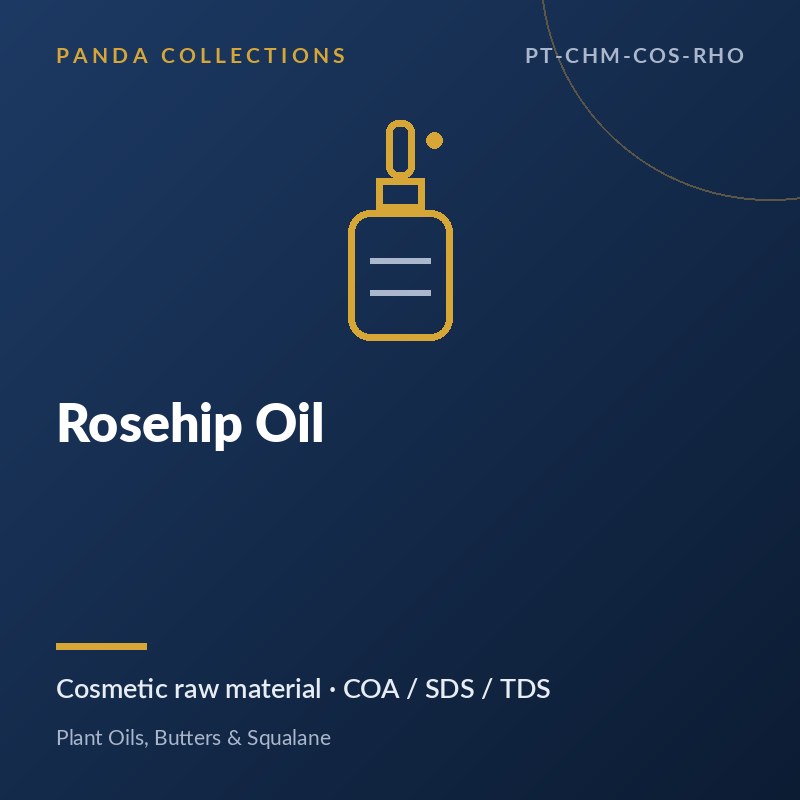 PANDA COLLECTIONS
PT-CHM-COS-RHO
Rosehip Oil
Cosmetic raw material · COA / SDS / TDS
Plant Oils, Butters & Squalane